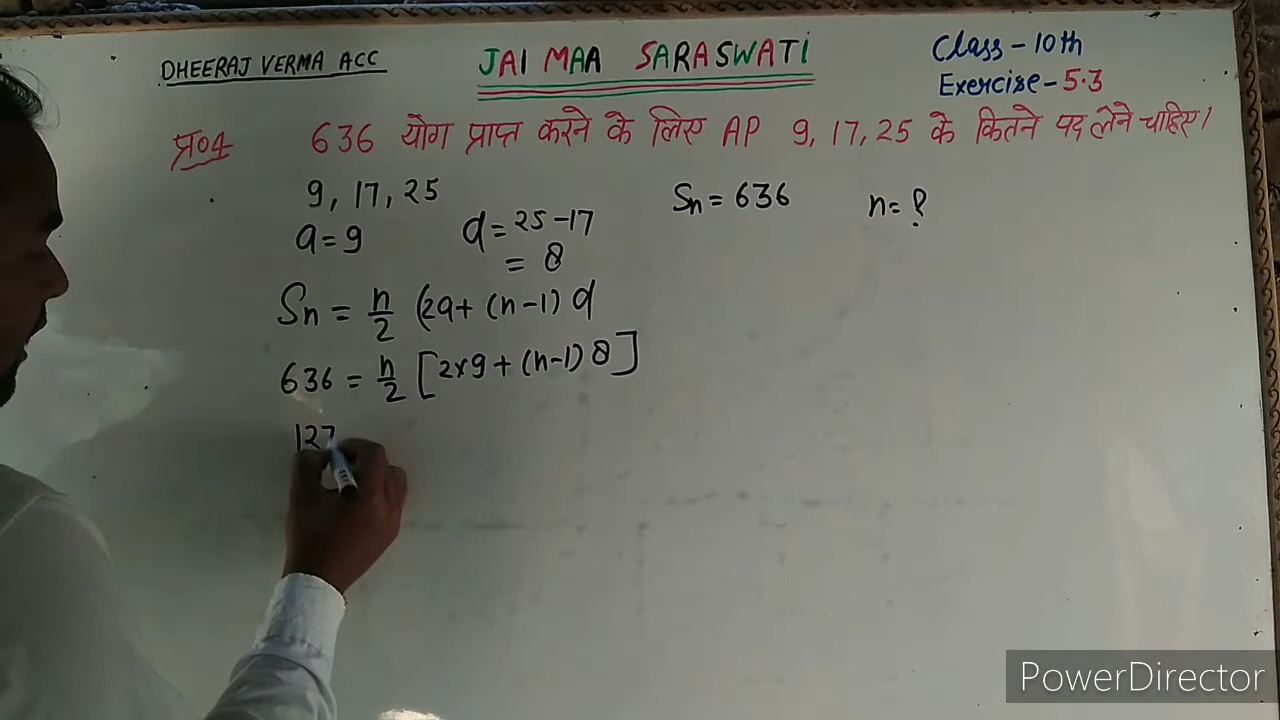 DHEERAJ VERMA ACC
JAI MAA SARASWATI
Class-10th
Exercise-5.3
प्र०4 636 योग प्राप्त करने के लिए AP 9, 17, 25 के कितने पद लेने चाहिए।
9, 17, 25
Sn = 636 n = ?
a = 9 d = 25-17
= 8
Sn = n/2 (2a+(n-1)d
636 = n/2 [2×9+(n-1)8]
127
PowerDirector